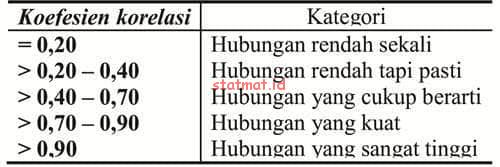 Koefesien korelasi Kategori
= 0,20 Hubungan rendah sekali
> 0,20 – 0,40 Hubungan rendah tapi pasti
statmat.id
> 0,40 – 0,70 Hubungan yang cukup berarti
> 0,70 – 0,90 Hubungan yang kuat
> 0,90 Hubungan yang sangat tinggi